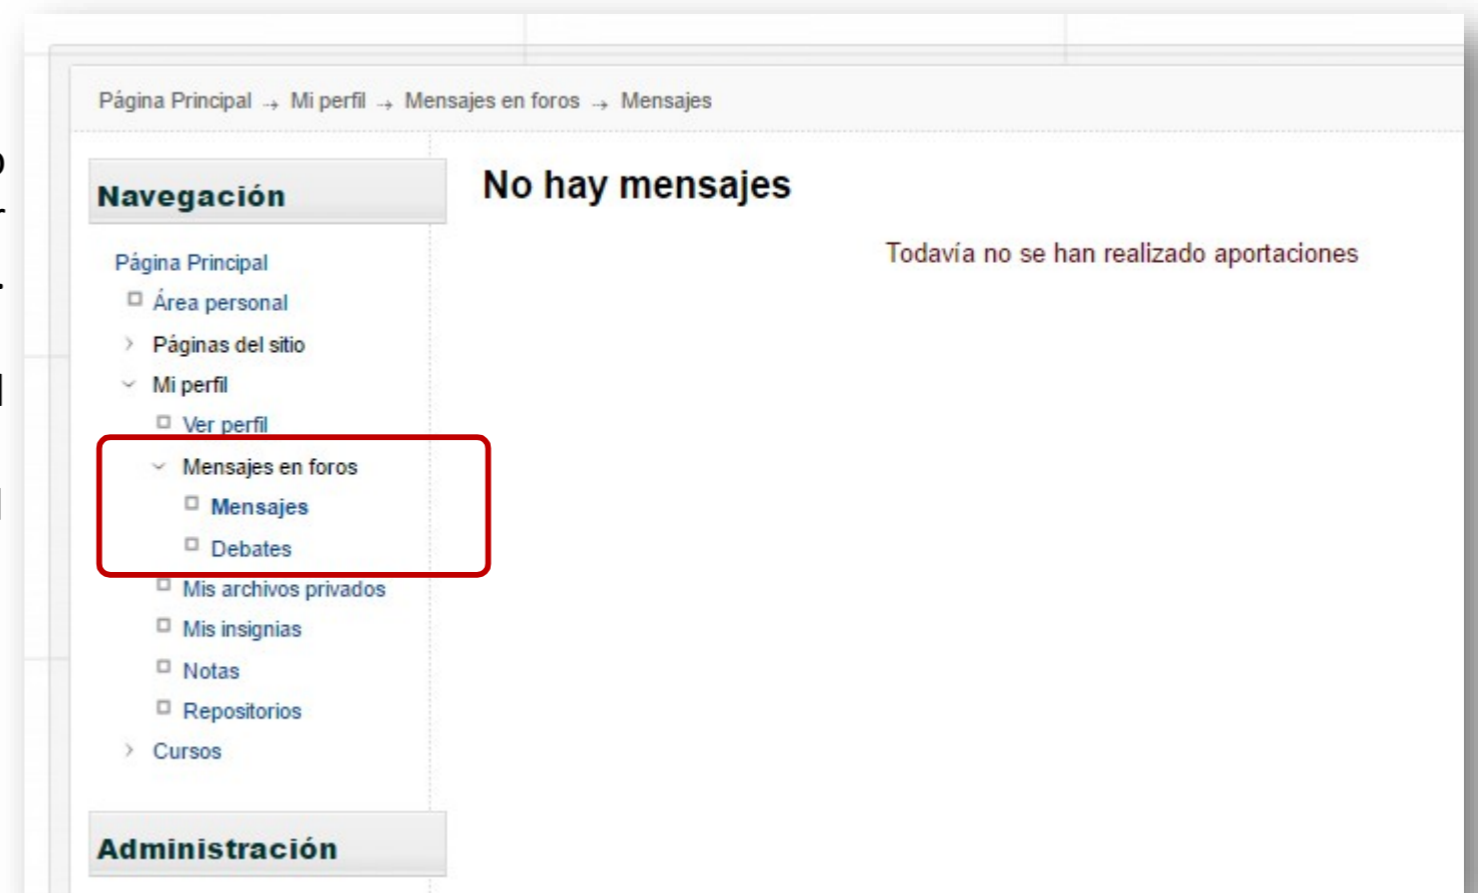 Página Principal → Mi perfil → Mensajes en foros → Mensajes
Navegación
Página Principal
Área personal
Páginas del sitio
Mi perfil
Ver perfil
Mensajes en foros
Mensajes
Debates
Mis archivos privados
Mis insignias
Notas
Repositorios
Cursos
Administración
No hay mensajes
Todavía no se han realizado aportaciones